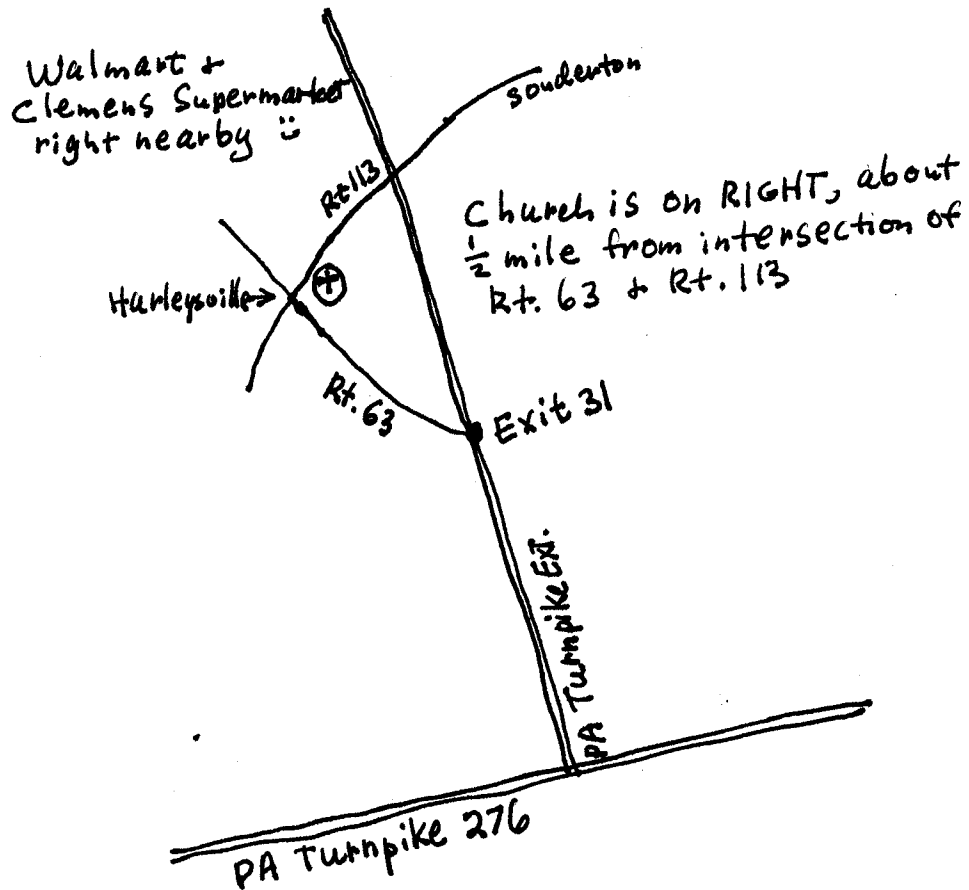 Walmart &
Clemens Supermarket
right nearby
Souderton
Rt 113
Church is on RIGHT, about
1/2 mile from intersection of
Rt. 63 & Rt. 113
Harleysville
Rt. 63
Exit 31
PA Turnpike Ext.
PA Turnpike 276